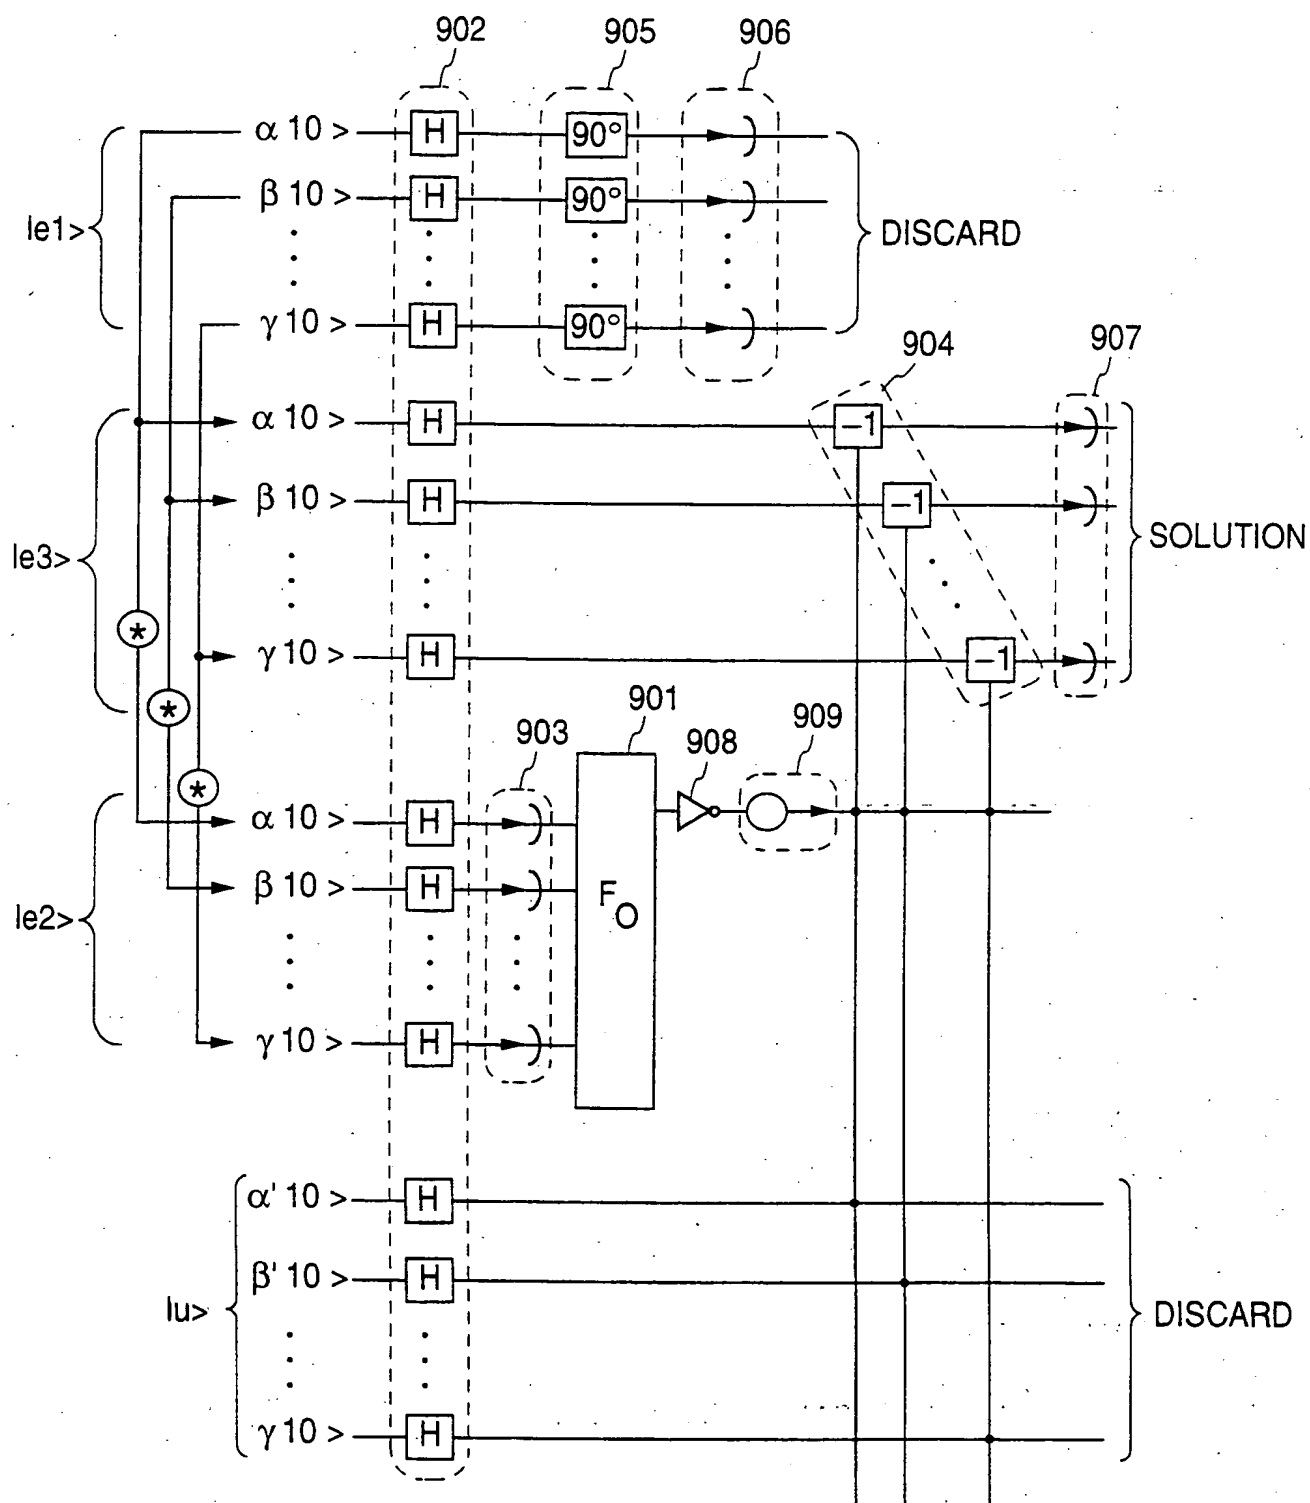 902 905 906
α 10 > H 90° )
β 10 > H 90° )
|e1> DISCARD
γ 10 > H 90° )
904 907
α 10 > H −1 )
β 10 > H −1 )
|e3> SOLUTION
*
γ 10 > H −1 )
*
901
903 908 909
*
α 10 > H )
β 10 > H ) FO
|e2>
γ 10 > H )
α' 10 > H
β' 10 > H
|u> DISCARD
γ 10 > H